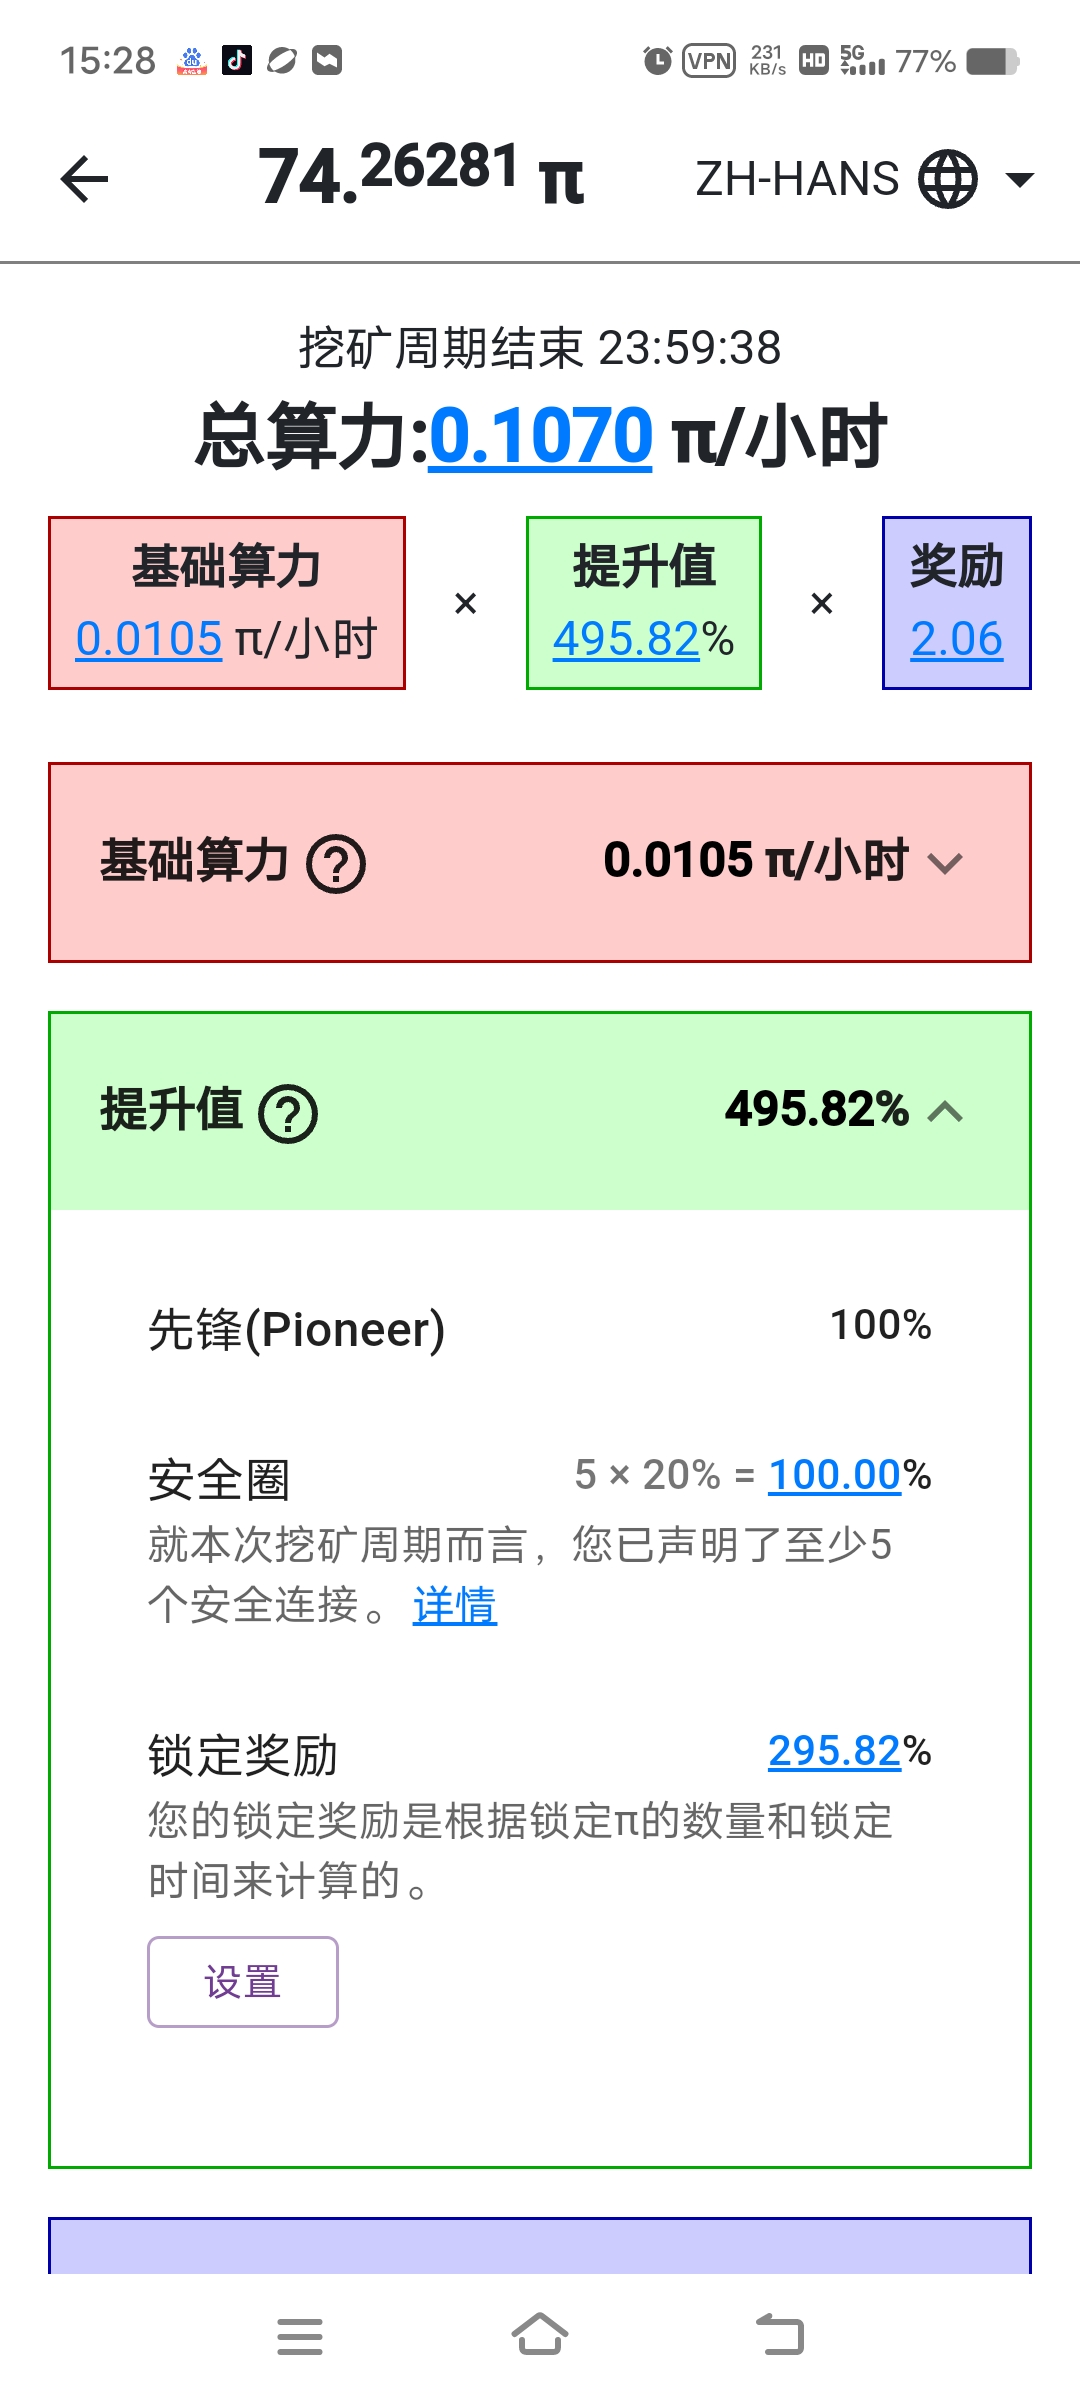 15:28 VPN 231 KB/s HD 5G 77%
74.26281 π ZH-HANS
挖矿周期结束 23:59:38
总算力:0.1070 π/小时
基础算力 × 提升值 × 奖励
0.0105 π/小时 495.82% 2.06
基础算力 ? 0.0105 π/小时
提升值 ? 495.82%
先锋(Pioneer) 100%
安全圈 5 × 20% = 100.00%
就本次挖矿周期而言，您已声明了至少5
个安全连接。详情
锁定奖励 295.82%
您的锁定奖励是根据锁定π的数量和锁定
时间来计算的。
设置